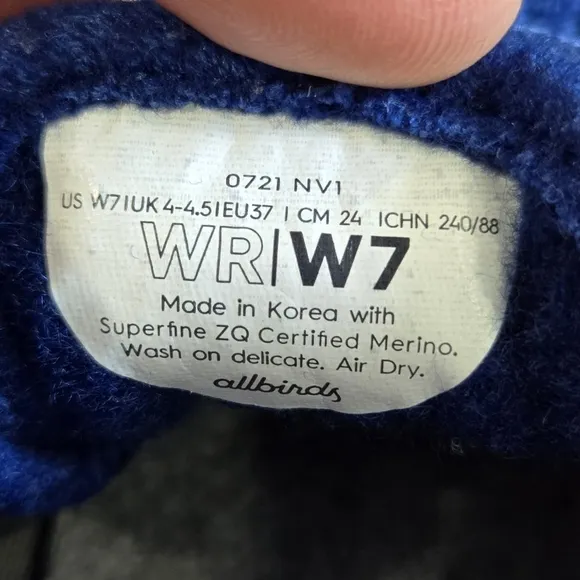 0721 NV1
US W7|UK 4-4.5|EU37 | CM 24 |CHN 240/88
WR|W7
Made in Korea with
Superfine ZQ Certified Merino.
Wash on delicate. Air Dry.
allbirds